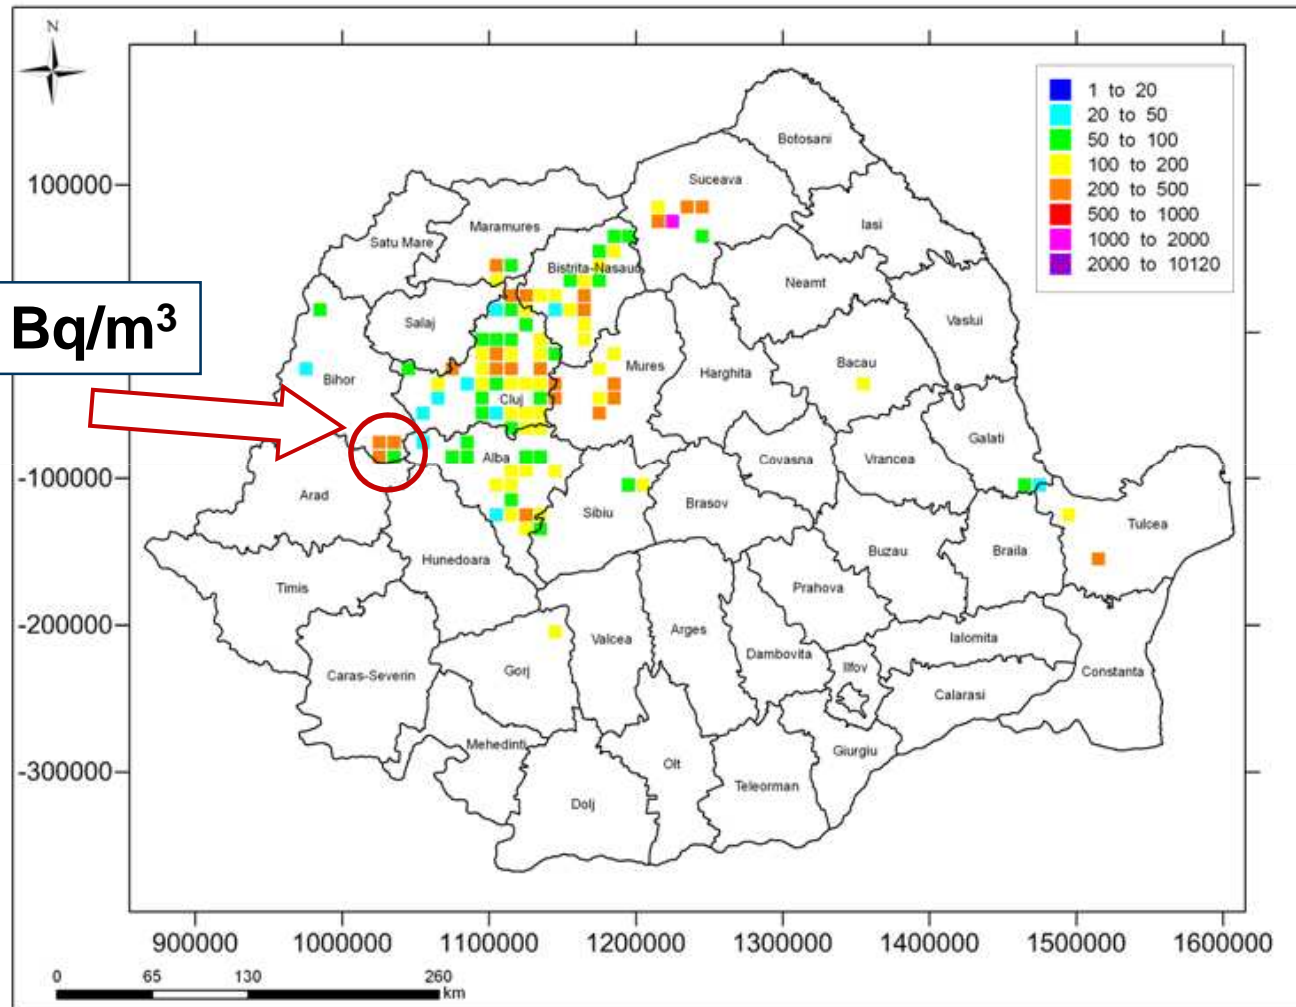 N
1 to 20
20 to 50
50 to 100
100 to 200
200 to 500
500 to 1000
1000 to 2000
2000 to 10120
Bq/m³
100000
-100000
-200000
-300000
Botosani
Suceava
Iasi
Maramures
Satu Mare
Bistrita-Nasaud
Neamt
Vaslui
Salaj
Bihor
Mures
Harghita
Bacau
Cluj
Galati
Alba
Covasna
Vrancea
Arad
Sibiu
Brasov
Tulcea
Hunedoara
Buzau
Braila
Timis
Prahova
Valcea
Arges
Ialomita
Dambovita
Ilfov
Caras-Severin
Gorj
Constanta
Calarasi
Mehedinti
Giurgiu
Olt
Teleorman
Dolj
900000 1000000 1100000 1200000 1300000 1400000 1500000 1600000
0 65 130 260
km